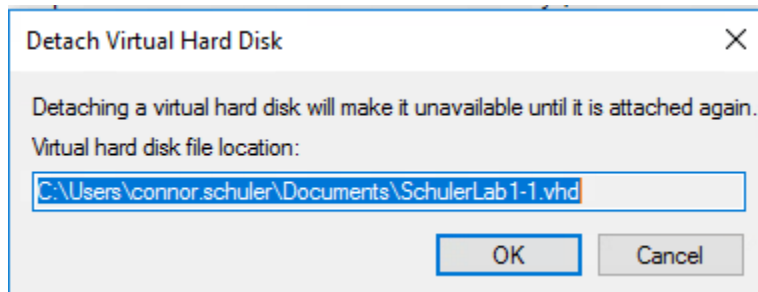 Detach Virtual Hard Disk
Detaching a virtual hard disk will make it unavailable until it is attached again.
Virtual hard disk file location:
C:\Users\connor.schuler\Documents\SchulerLab1-1.vhd
OK Cancel